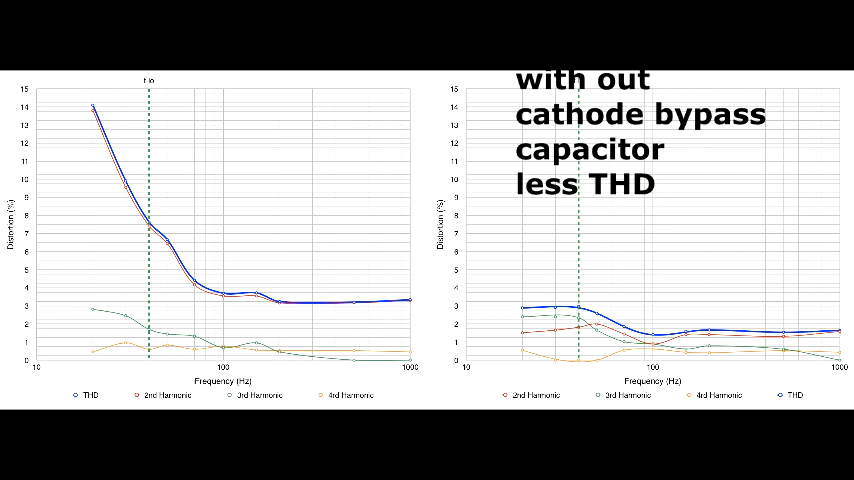 with out
cathode bypass
capacitor
less THD
f-lo
15
14
13
12
11
10
9
8
7
6
5
4
3
2
1
0
Distortion (%)
10
100
1000
Frequency (Hz)
THD
2nd Harmonic
3rd Harmonic
4rd Harmonic
15
14
13
12
11
10
9
8
7
6
5
4
3
2
1
0
Distortion (%)
10
100
1000
Frequency (Hz)
2nd Harmonic
3rd Harmonic
4rd Harmonic
THD